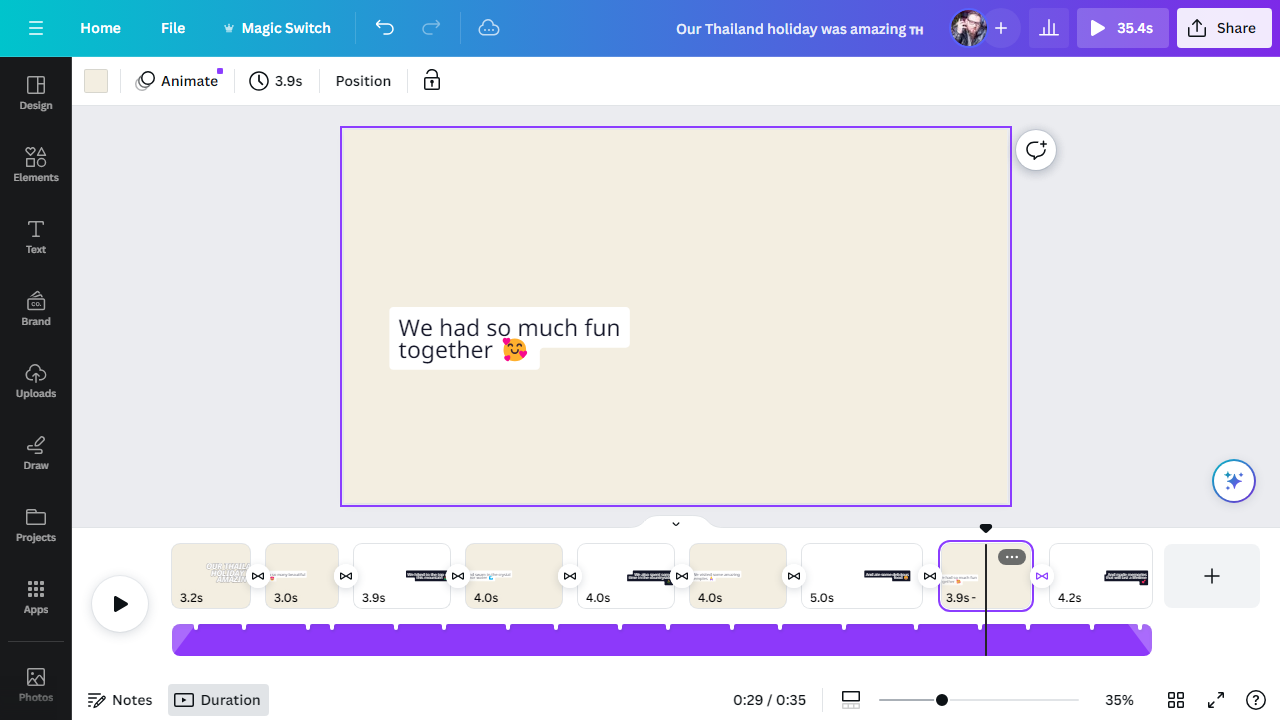 Home
File
Magic Switch
Our Thailand holiday was amazing TH
35.4s
Share
Animate
3.9s
Position
Design
Elements
Text
Brand
CO.
Uploads
Draw
Projects
Apps
Photos
We had so much fun
together 🥰
3.2s
3.0s
3.9s
4.0s
4.0s
4.0s
5.0s
3.9s -
4.2s
Notes
Duration
0:29 / 0:35
35%